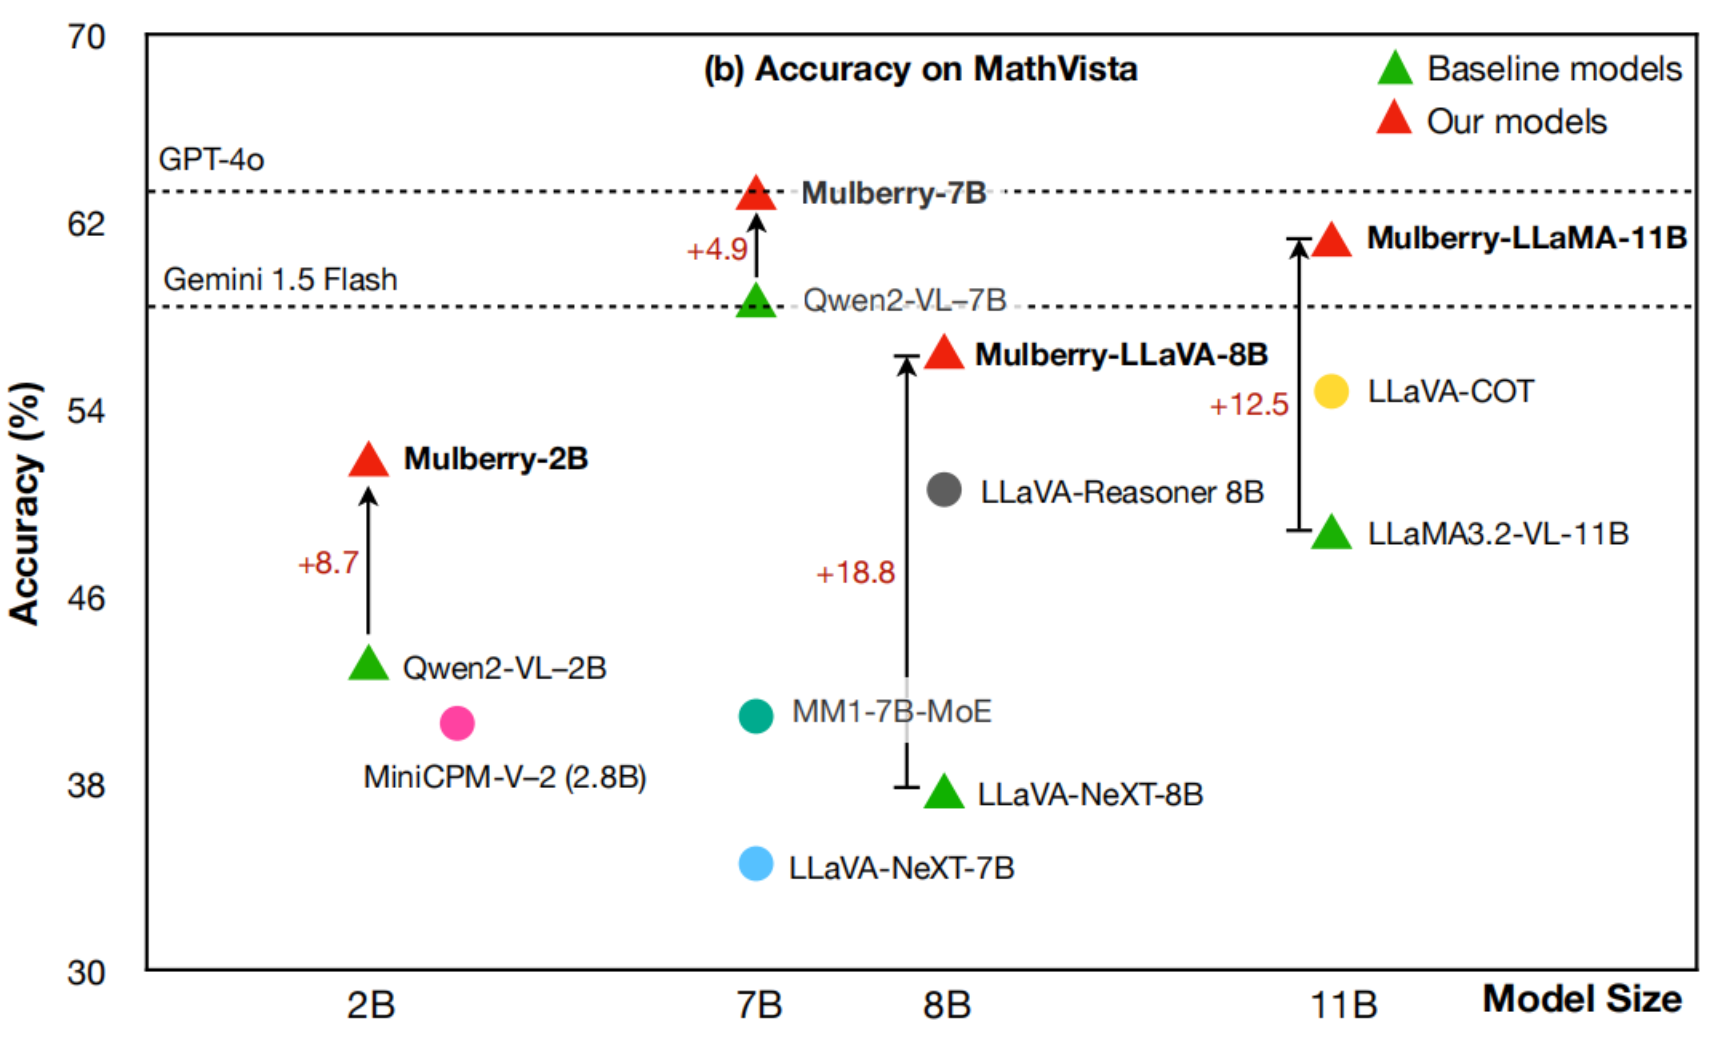 70
(b) Accuracy on MathVista
Baseline models
Our models
GPT-4o
Mulberry-7B
62
+4.9
Mulberry-LLaMA-11B
Gemini 1.5 Flash
Qwen2-VL–7B
Mulberry-LLaVA-8B
LLaVA-COT
+12.5
54
Accuracy (%)
Mulberry-2B
LLaVA-Reasoner 8B
LLaMA3.2-VL-11B
+8.7
+18.8
46
Qwen2-VL–2B
MM1-7B-MoE
MiniCPM-V–2 (2.8B)
38
LLaVA-NeXT-8B
LLaVA-NeXT-7B
30
2B
7B
8B
11B
Model Size